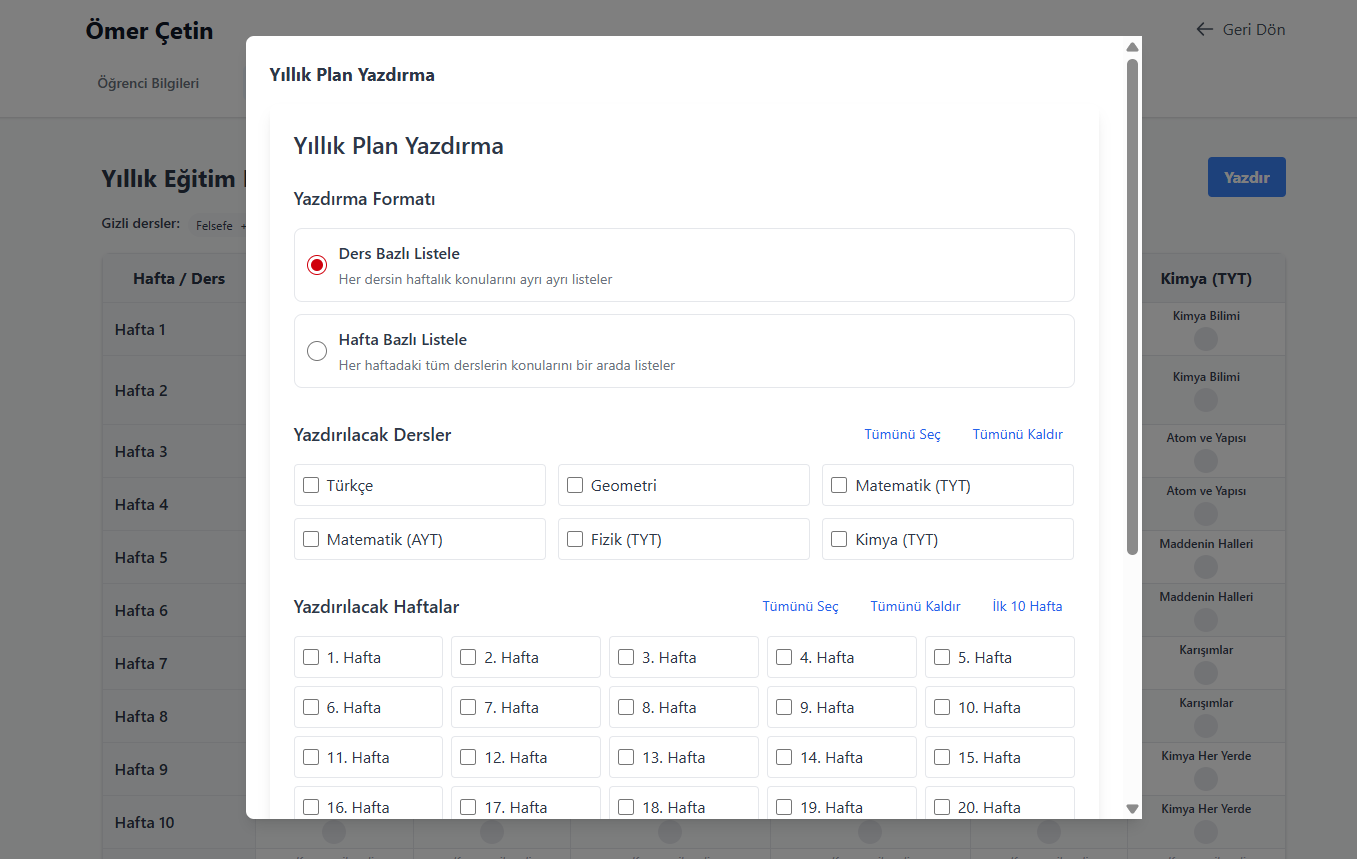 Ömer Çetin
Geri Dön
Öğrenci Bilgileri
Yıllık Eğitim
Yazdır
Gizli dersler: Felsefe +
Hafta / Ders
Kimya (TYT)
Hafta 1
Kimya Bilimi
Hafta 2
Kimya Bilimi
Hafta 3
Atom ve Yapısı
Hafta 4
Atom ve Yapısı
Hafta 5
Maddenin Halleri
Hafta 6
Maddenin Halleri
Hafta 7
Karışımlar
Hafta 8
Karışımlar
Hafta 9
Kimya Her Yerde
Hafta 10
Kimya Her Yerde
Yıllık Plan Yazdırma
Yıllık Plan Yazdırma
Yazdırma Formatı
Ders Bazlı Listele
Her dersin haftalık konularını ayrı ayrı listeler
Hafta Bazlı Listele
Her haftadaki tüm derslerin konularını bir arada listeler
Yazdırılacak Dersler Tümünü Seç Tümünü Kaldır
Türkçe Geometri Matematik (TYT)
Matematik (AYT) Fizik (TYT) Kimya (TYT)
Yazdırılacak Haftalar Tümünü Seç Tümünü Kaldır İlk 10 Hafta
1. Hafta 2. Hafta 3. Hafta 4. Hafta 5. Hafta
6. Hafta 7. Hafta 8. Hafta 9. Hafta 10. Hafta
11. Hafta 12. Hafta 13. Hafta 14. Hafta 15. Hafta
16. Hafta 17. Hafta 18. Hafta 19. Hafta 20. Hafta